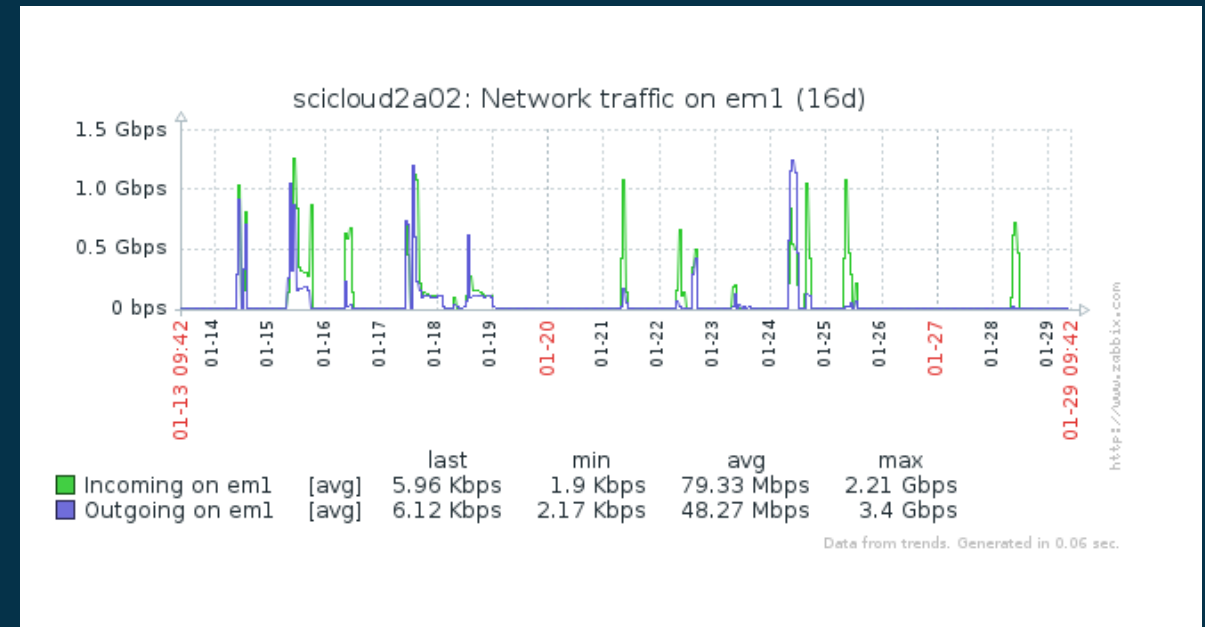 scicloud2a02: Network traffic on em1 (16d)
1.5 Gbps
1.0 Gbps
0.5 Gbps
0 bps
01-13 09:42
01-14
01-15
01-16
01-17
01-18
01-19
01-20
01-21
01-22
01-23
01-24
01-25
01-26
01-27
01-28
01-29
01-29 09:42
http://www.zabbix.com
last min avg max
Incoming on em1 [avg] 5.96 Kbps 1.9 Kbps 79.33 Mbps 2.21 Gbps
Outgoing on em1 [avg] 6.12 Kbps 2.17 Kbps 48.27 Mbps 3.4 Gbps
Data from trends. Generated in 0.06 sec.